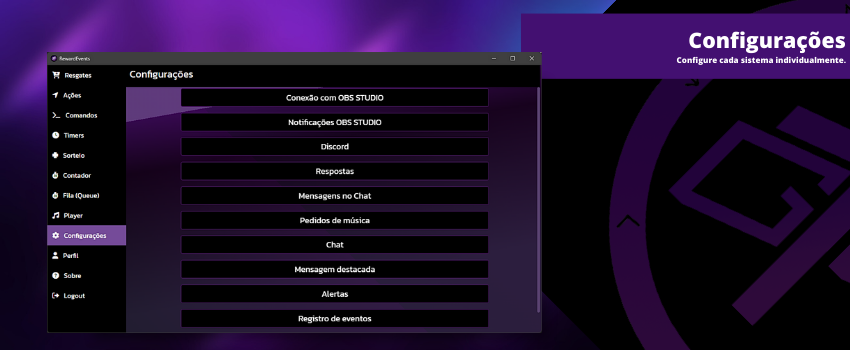 Configurações
Configure cada sistema individualmente.
RewardEvents
Resgates
Ações
Comandos
Timers
Sorteio
Contador
Fila (Queue)
Player
Configurações
Perfil
Sobre
Logout
Configurações
Conexão com OBS STUDIO
Notificações OBS STUDIO
Discord
Respostas
Mensagens no Chat
Pedidos de música
Chat
Mensagem destacada
Alertas
Registro de eventos